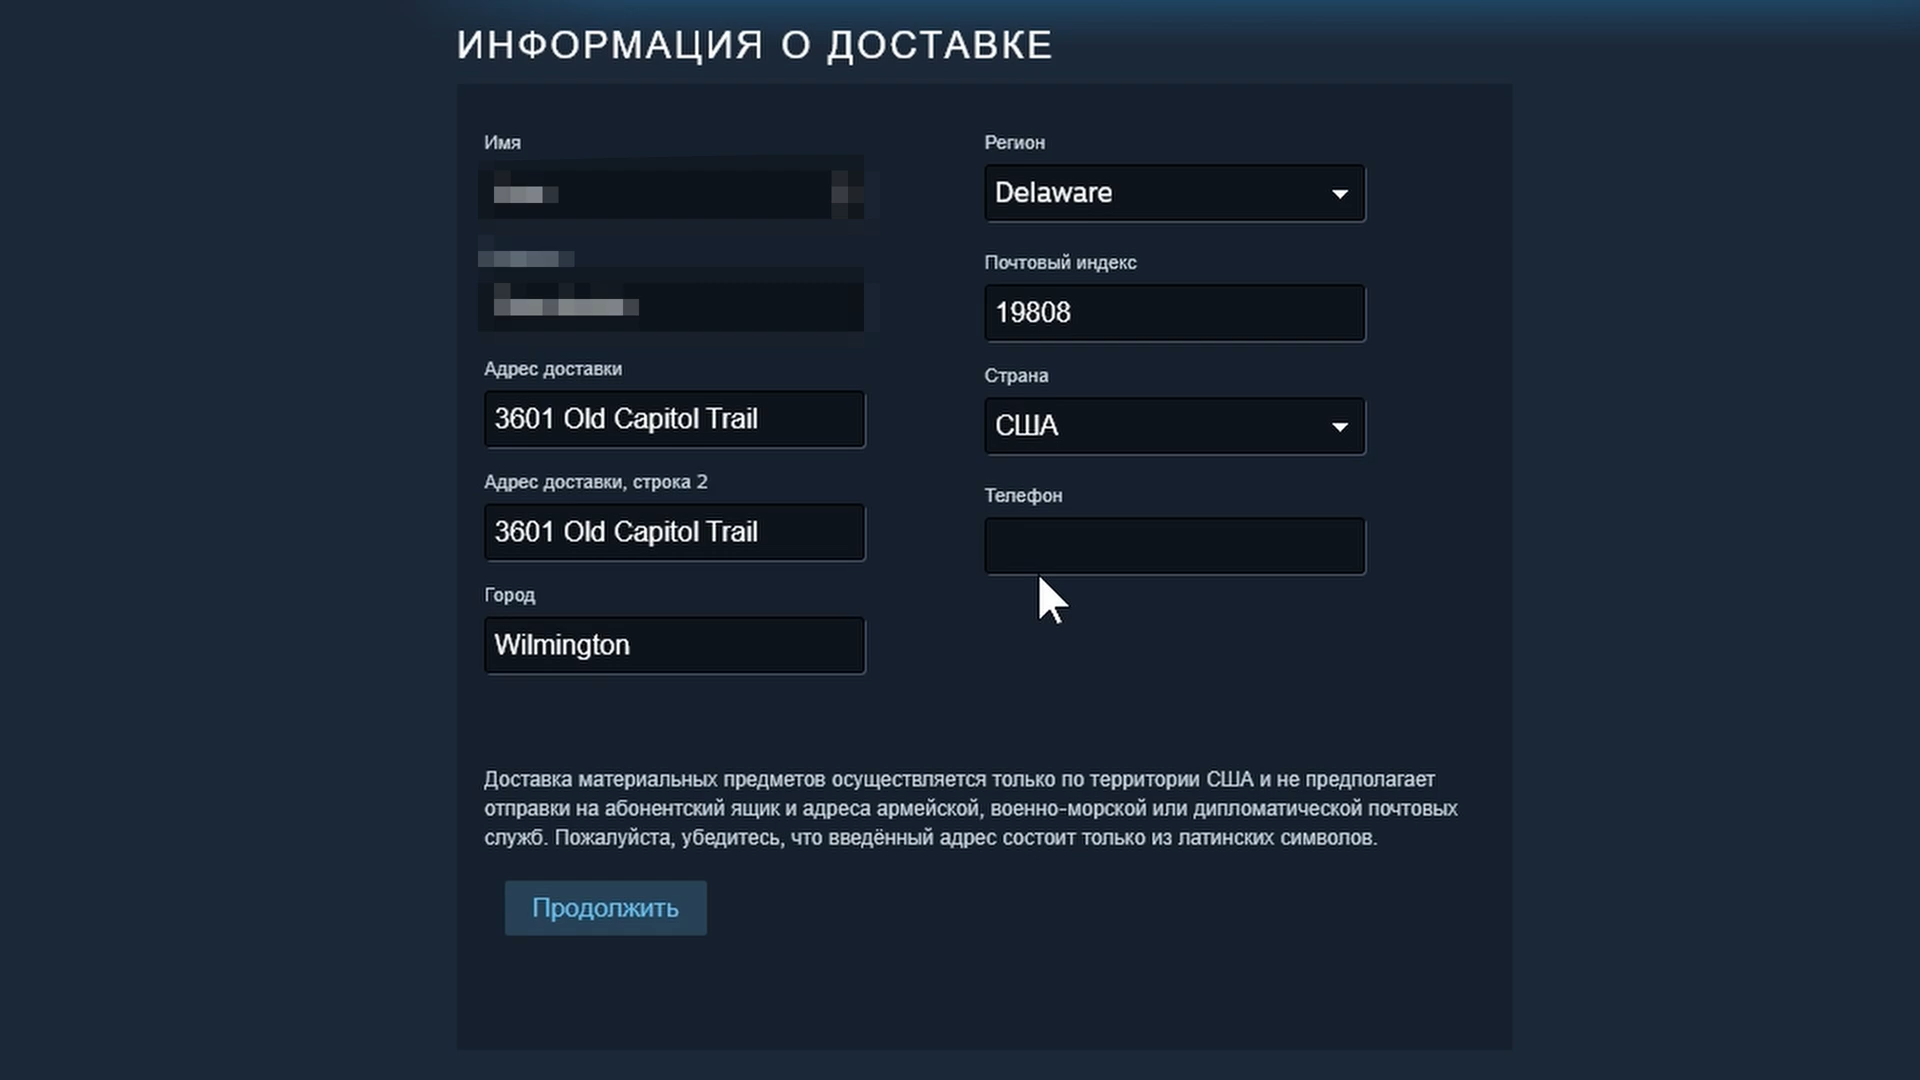 ИНФОРМАЦИЯ О ДОСТАВКЕ
Имя
Адрес доставки
3601 Old Capitol Trail
Адрес доставки, строка 2
3601 Old Capitol Trail
Город
Wilmington
Регион
Delaware
Почтовый индекс
19808
Страна
США
Телефон
Доставка материальных предметов осуществляется только по территории США и не предполагает
отправки на абонентский ящик и адреса армейской, военно-морской или дипломатической почтовых
служб. Пожалуйста, убедитесь, что введённый адрес состоит только из латинских символов.
Продолжить